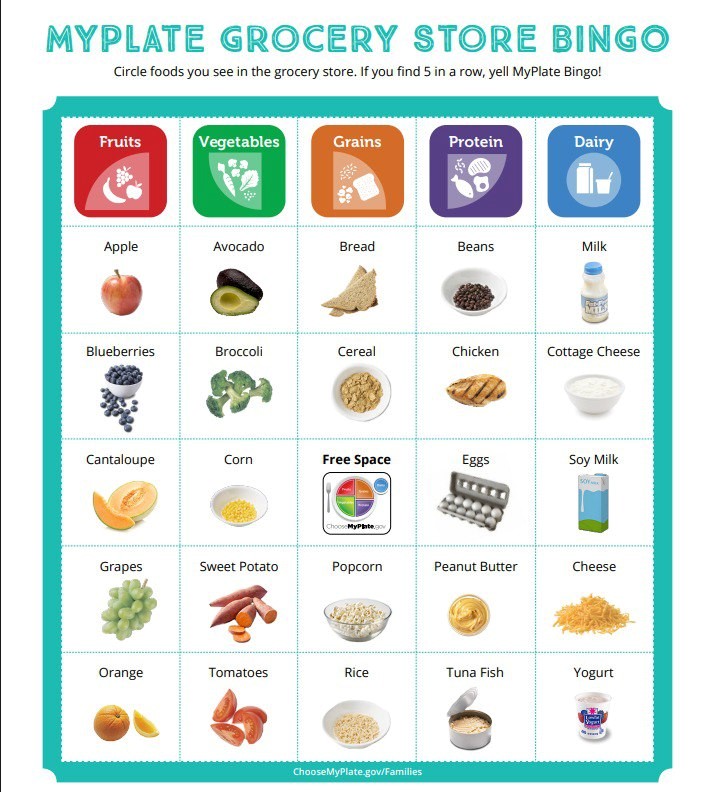 MYPLATE GROCERY STORE BINGO
Circle foods you see in the grocery store. If you find 5 in a row, yell MyPlate Bingo!
Fruits Vegetables Grains Protein Dairy
Apple Avocado Bread Beans Milk
MILK
Blueberries Broccoli Cereal Chicken Cottage Cheese
Cantaloupe Corn Free Space Eggs Soy Milk
SOY
ChooseMyPlate.gov
Grapes Sweet Potato Popcorn Peanut Butter Cheese
Orange Tomatoes Rice Tuna Fish Yogurt
Yogurt
ChooseMyPlate.gov/Families